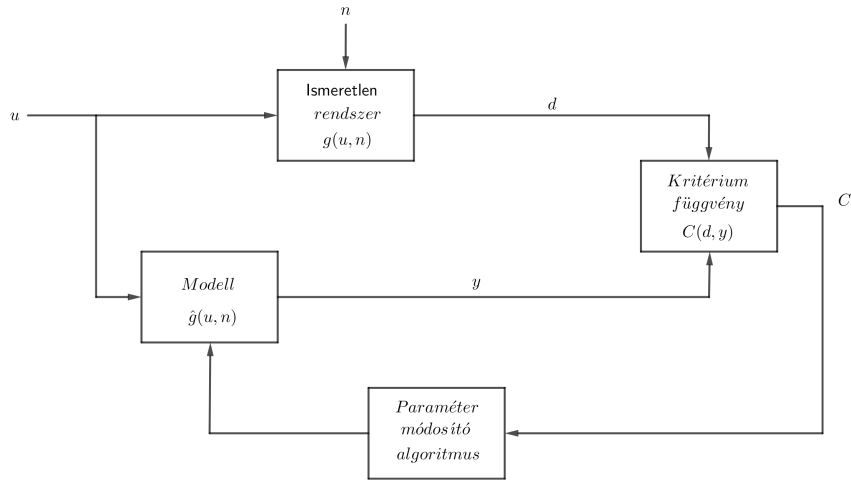 n
Ismeretlen
rendszer
g(u, n)
u
d
Kritérium
függvény
C(d, y)
C
Modell
ĝ(u, n)
y
Paraméter
módosító
algoritmus